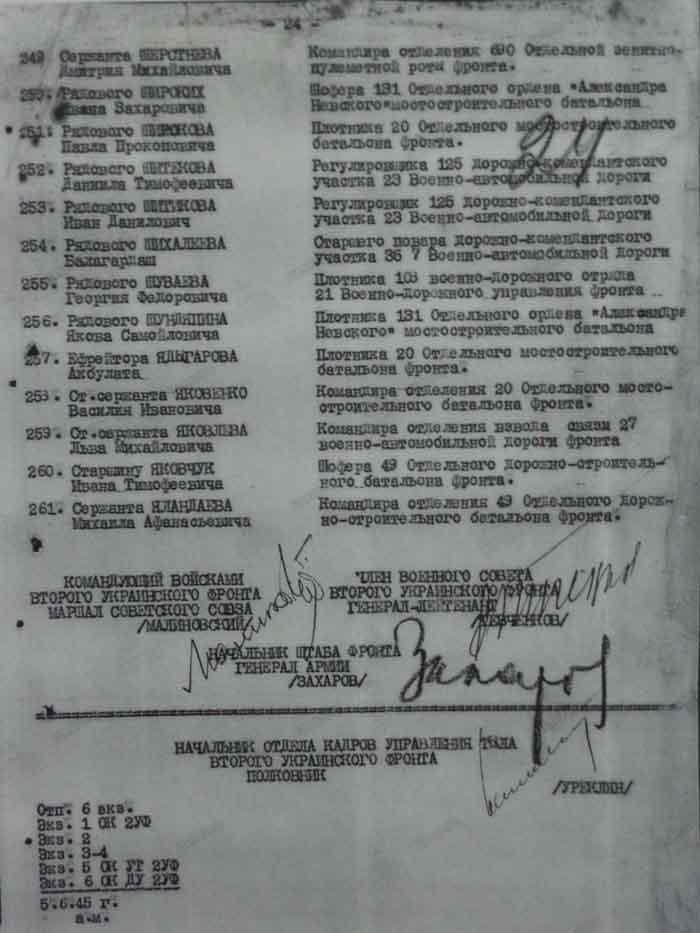 - 24 -
249 Сержанта ШЕРСТНЕВА Командира отделения 690 Отдельной зенитно-
Дмитрия Михайловича пулеметной роты фронта.
250. Рядового ШИРОКИХ Шофера 131 Отдельного ордена "Александра
Ивана Захаровича Невского"мостостроительного батальона
251. Рядового ШИРОКОВА Плотника 20 Отдельного мостостроительного
Павла Прокоповича батальона фронта.
24
252. Рядового ШИТЕКОВА Регулировщика 125 дорожно-комендантского
Даниила Тимофеевича участка 23 Военно-автомобильной дороги
253. Рядового ШИТИКОВА Регулировщик 125 дорожно-комендантского
Иван Данилович участка 23 Военно-автомобильной дороги
254. Рядового ШИХАЛЕЕВА Старшего повара дорожно-комендантского
Бахагардаш участка 36 7 Военно-автомобильной дороги
255. Рядового ШУВАЕВА Плотника 103 военно-дорожного отряда
Георгия Федоровича 21 Военно-дорожного управления фронта
256. Рядового ШУНДЯПИНА Плотника 131 Отдельного ордена "Александра
Якова Самойловича Невского" мостостроительного батальона
257. Ефрейтора ЯДЫГАРОВА Плотника 20 Отдельного мостостроительного
Акбулата батальона фронта.
258. Ст.сержанта ЯКОВЕНКО Командира отделения 20 Отдельного мосто-
Василия Ивановича строительного батальона фронта.
259. Ст.сержанта ЯКОВЛЕВА Командира отделения взвода связи 27
Льва Михайловича военно-автомобильной дороги фронта
260. Старшину ЯКОВЧУК Шофера 49 Отдельного дорожно-строитель-
Ивана Тимофеевича ного батальона фронта.
261. Сержанта ЯЛАНДАЕВА Командира отделения 49 Отдельного дорож-
Михаила Афанасьевича но-строительного батальона фронта.
КОМАНДУЮЩИЙ ВОЙСКАМИ ЧЛЕН ВОЕННОГО СОВЕТА
ВТОРОГО УКРАИНСКОГО ФРОНТА ВТОРОГО УКРАИНСКОГО ФРОНТА
МАРШАЛ СОВЕТСКОГО СОЮЗА ГЕНЕРАЛ-ЛЕЙТЕНАНТ
/МАЛИНОВСКИЙ/ /ТЕВЧЕНКОВ/
НАЧАЛЬНИК ШТАБА ФРОНТА
ГЕНЕРАЛ АРМИИ
/ЗАХАРОВ/
Захаров
НАЧАЛЬНИК ОТДЕЛА КАДРОВ УПРАВЛЕНИЯ ТЫЛА
ВТОРОГО УКРАИНСКОГО ФРОНТА
ПОЛКОВНИК
/УРЕКЛИН/
Отп. 6 экз.
Экз. 1 ОК 2УФ
Экз. 2
Экз. 3-4
Экз. 5 ОК УТ 2УФ
Экз. 6 ОК ДУ 2УФ
5.6.45 г.
а.м.